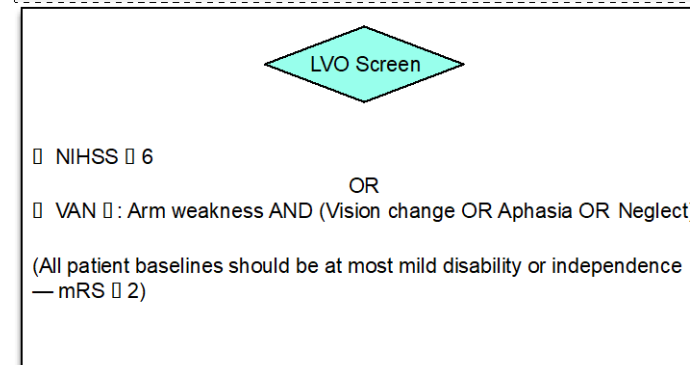 LVO Screen
▯ NIHSS ▯ 6
OR
▯ VAN ▯: Arm weakness AND (Vision change OR Aphasia OR Neglect)
(All patient baselines should be at most mild disability or independence
— mRS ▯ 2)